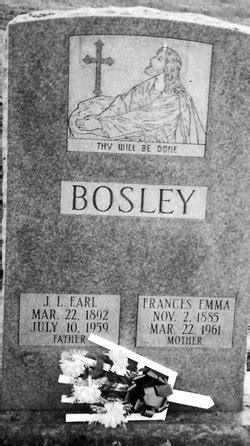 THY WILL BE DONE
BOSLEY
J. L. EARL
MAR. 22, 1892
JULY 10, 1959
FATHER
FRANCES EMMA
NOV. 2, 1885
MAR. 22, 1961
MOTHER